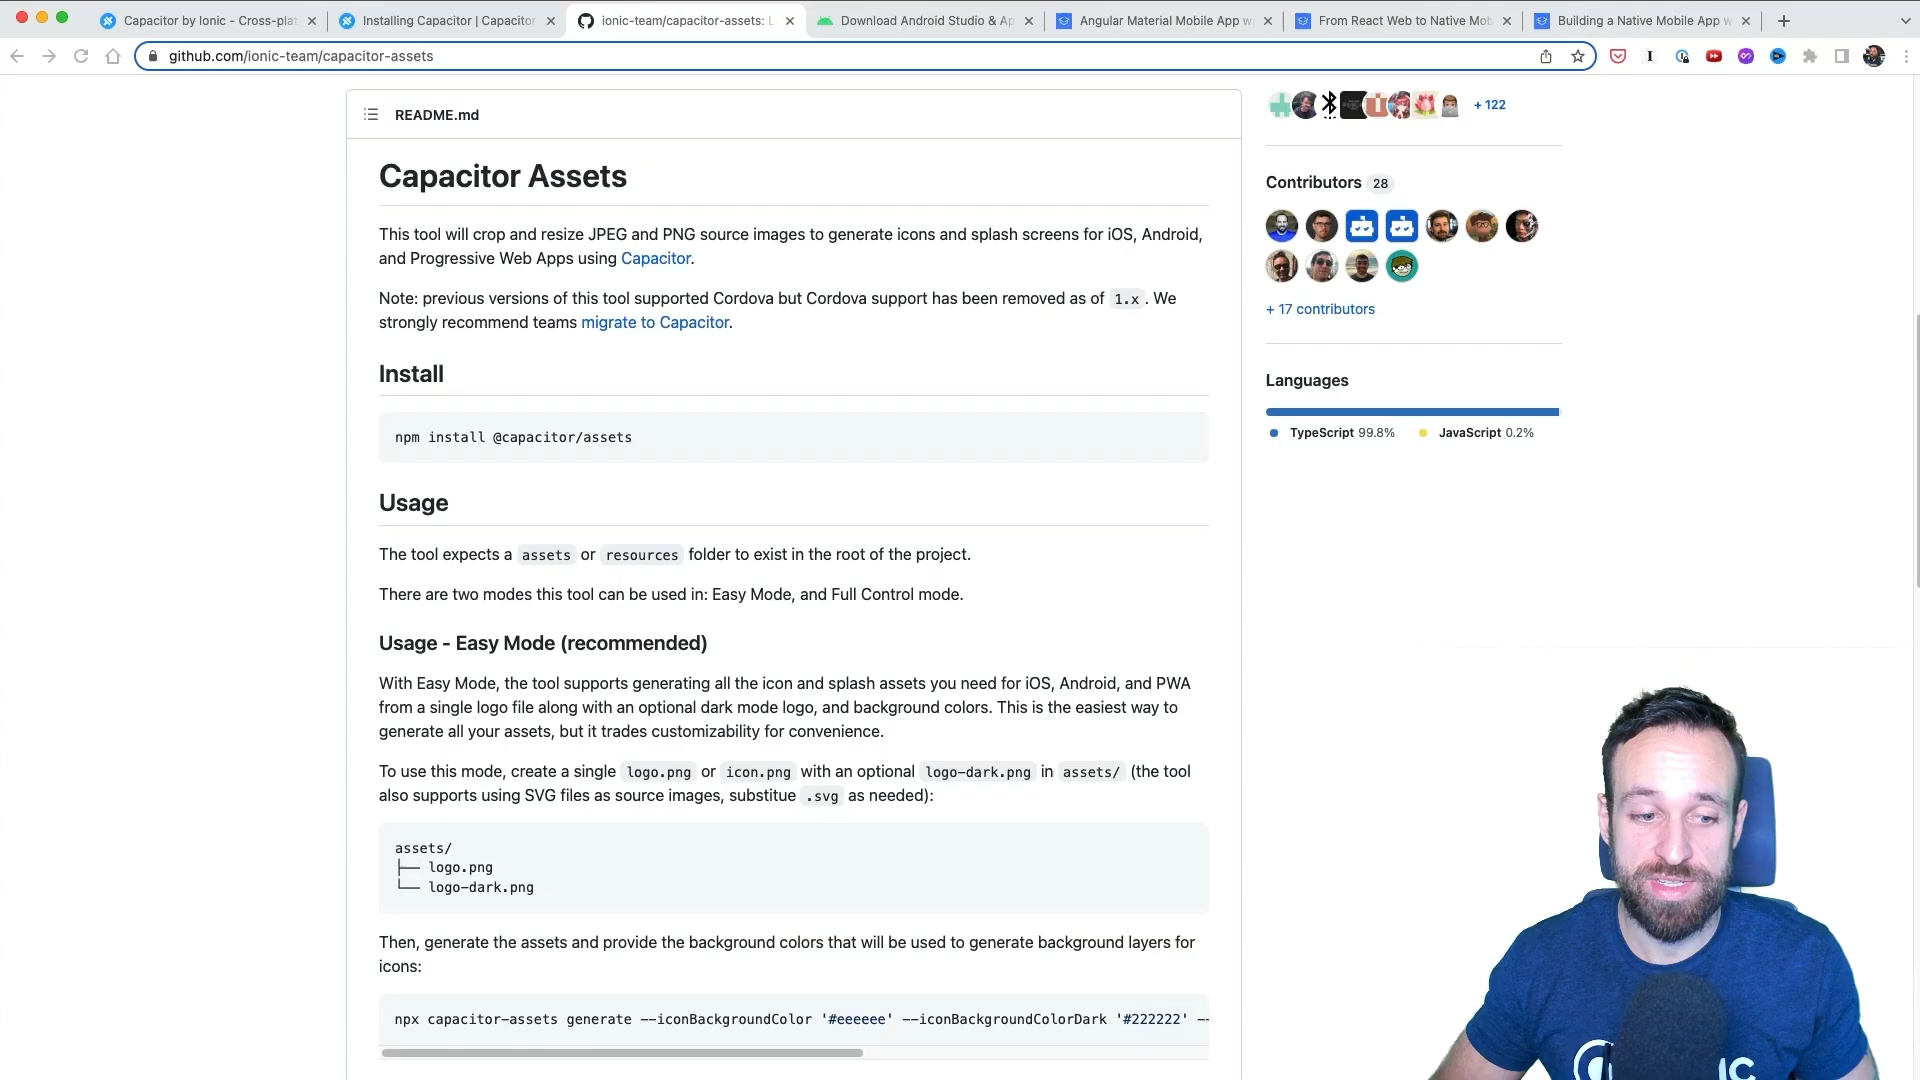 Capacitor by Ionic - Cross-plat
Installing Capacitor | Capacitor
ionic-team/capacitor-assets: L
Download Android Studio & Ap
Angular Material Mobile App w
From React Web to Native Mob
Building a Native Mobile App w
github.com/ionic-team/capacitor-assets
README.md
+ 122
Capacitor Assets
This tool will crop and resize JPEG and PNG source images to generate icons and splash screens for iOS, Android,
and Progressive Web Apps using Capacitor.
Note: previous versions of this tool supported Cordova but Cordova support has been removed as of 1.x. We
strongly recommend teams migrate to Capacitor.
Install
npm install @capacitor/assets
Usage
The tool expects a assets or resources folder to exist in the root of the project.
There are two modes this tool can be used in: Easy Mode, and Full Control mode.
Usage - Easy Mode (recommended)
With Easy Mode, the tool supports generating all the icon and splash assets you need for iOS, Android, and PWA
from a single logo file along with an optional dark mode logo, and background colors. This is the easiest way to
generate all your assets, but it trades customizability for convenience.
To use this mode, create a single logo.png or icon.png with an optional logo-dark.png in assets/ (the tool
also supports using SVG files as source images, substitue .svg as needed):
assets/
├── logo.png
└── logo-dark.png
Then, generate the assets and provide the background colors that will be used to generate background layers for
icons:
npx capacitor-assets generate --iconBackgroundColor '#eeeeee' --iconBackgroundColorDark '#222222' --
Contributors 28
+ 17 contributors
Languages
TypeScript 99.8% JavaScript 0.2%